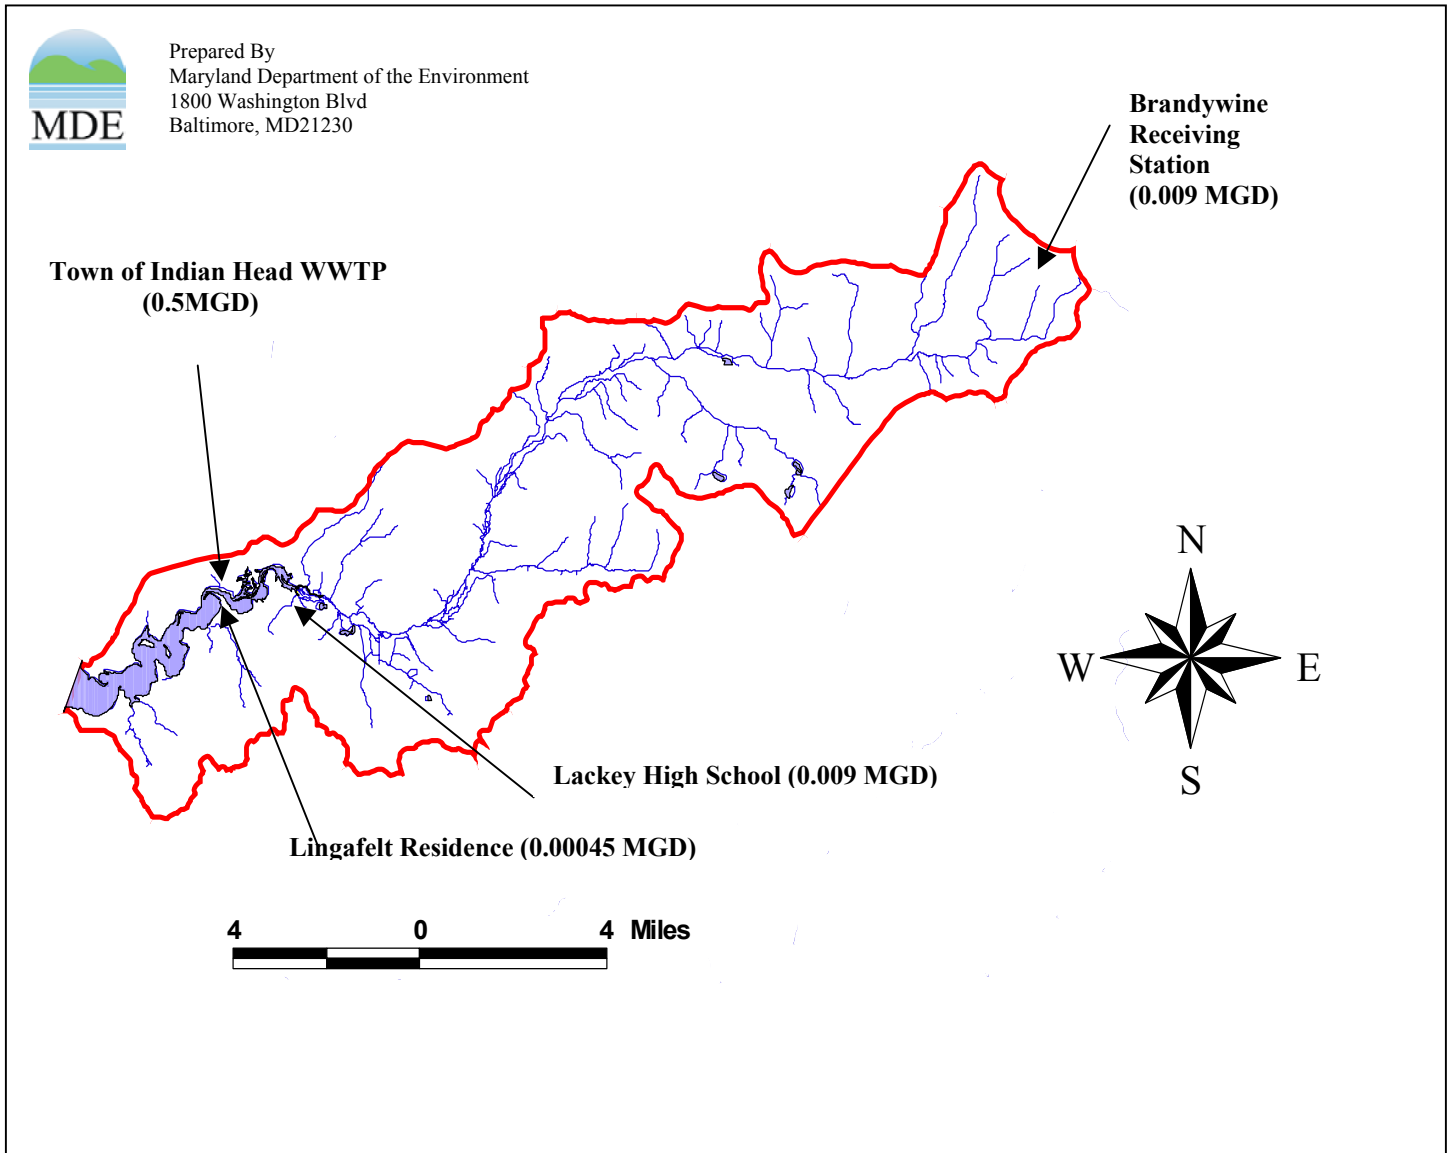 MDE
Prepared By
Maryland Department of the Environment
1800 Washington Blvd
Baltimore, MD21230
Brandywine
Receiving
Station
(0.009 MGD)
Town of Indian Head WWTP
(0.5MGD)
N
W
E
S
Lackey High School (0.009 MGD)
Lingafelt Residence (0.00045 MGD)
4 0 4 Miles